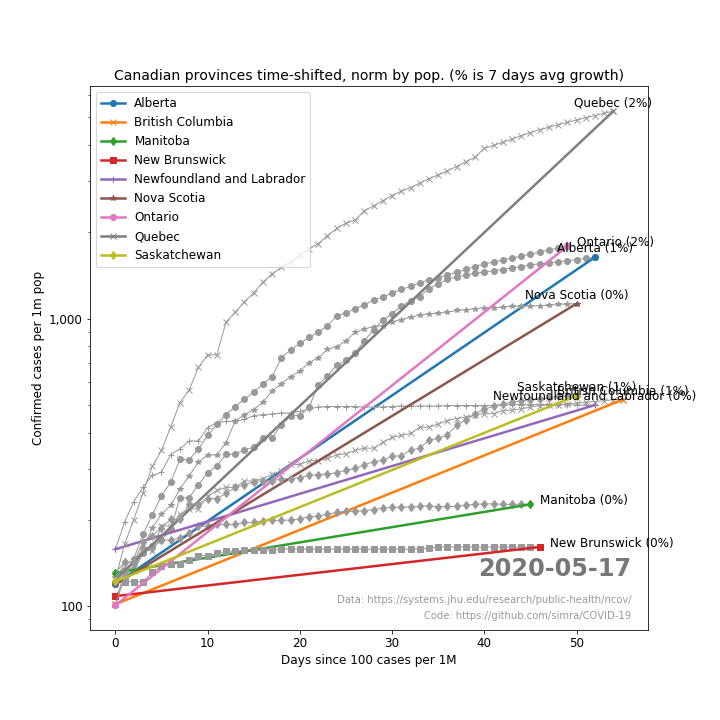 Canadian provinces time-shifted, norm by pop. (% is 7 days avg growth)
Alberta
British Columbia
Manitoba
New Brunswick
Newfoundland and Labrador
Nova Scotia
Ontario
Quebec
Saskatchewan
Quebec (2%)
Ontario (2%)
Alberta (1%)
Nova Scotia (0%)
Saskatchewan (1%)
British Columbia (1%)
Newfoundland and Labrador (0%)
Manitoba (0%)
New Brunswick (0%)
2020-05-17
Data: https://systems.jhu.edu/research/public-health/ncov/
Code: https://github.com/simra/COVID-19
Confirmed cases per 1m pop
1,000
100
0 10 20 30 40 50
Days since 100 cases per 1M